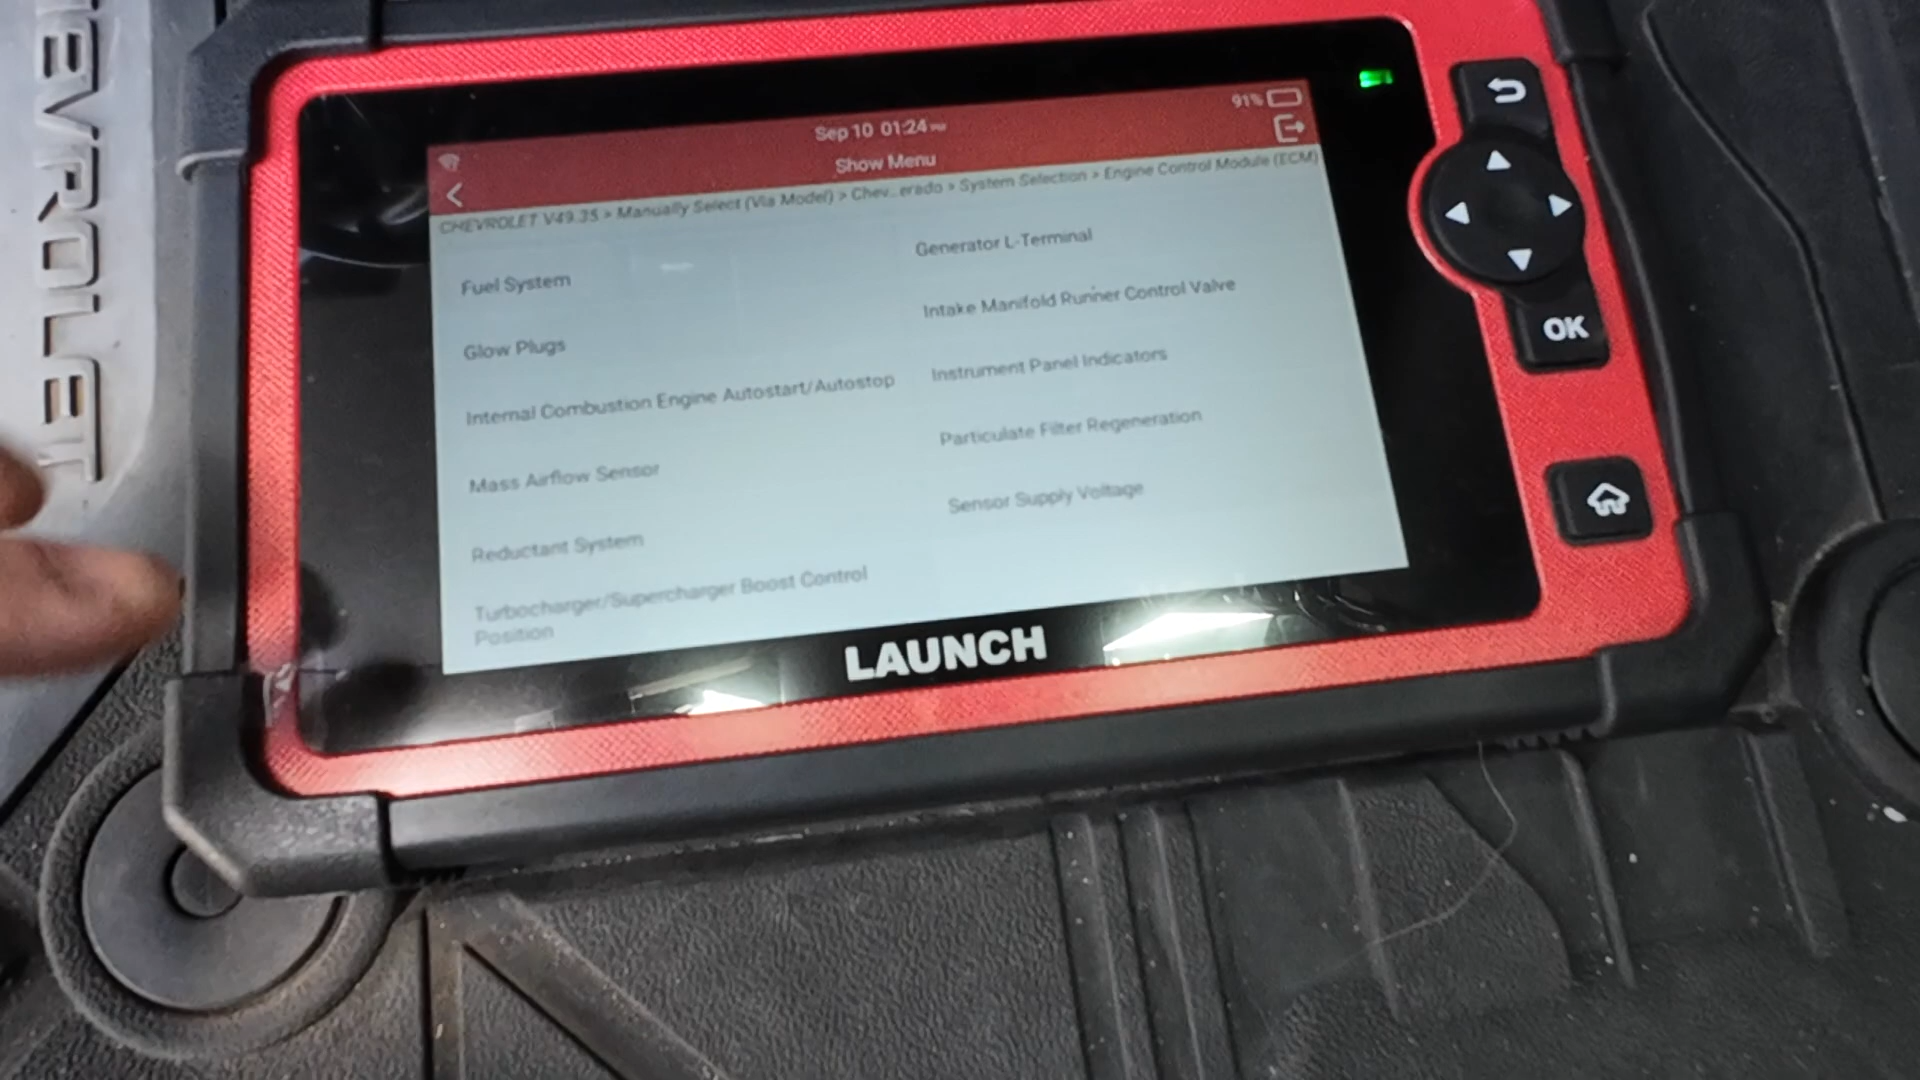 CHEVROLET
Sep 10 01:24 PM
91%
Show Menu
CHEVROLET V49.35 > Manually Select (Via Model) > Chev...erado > System Selection > Engine Control Module (ECM)
Fuel System
Generator L-Terminal
Glow Plugs
Intake Manifold Runner Control Valve
Internal Combustion Engine Autostart/Autostop
Instrument Panel Indicators
Mass Airflow Sensor
Particulate Filter Regeneration
Reductant System
Sensor Supply Voltage
Turbocharger/Supercharger Boost Control
Position
LAUNCH
OK